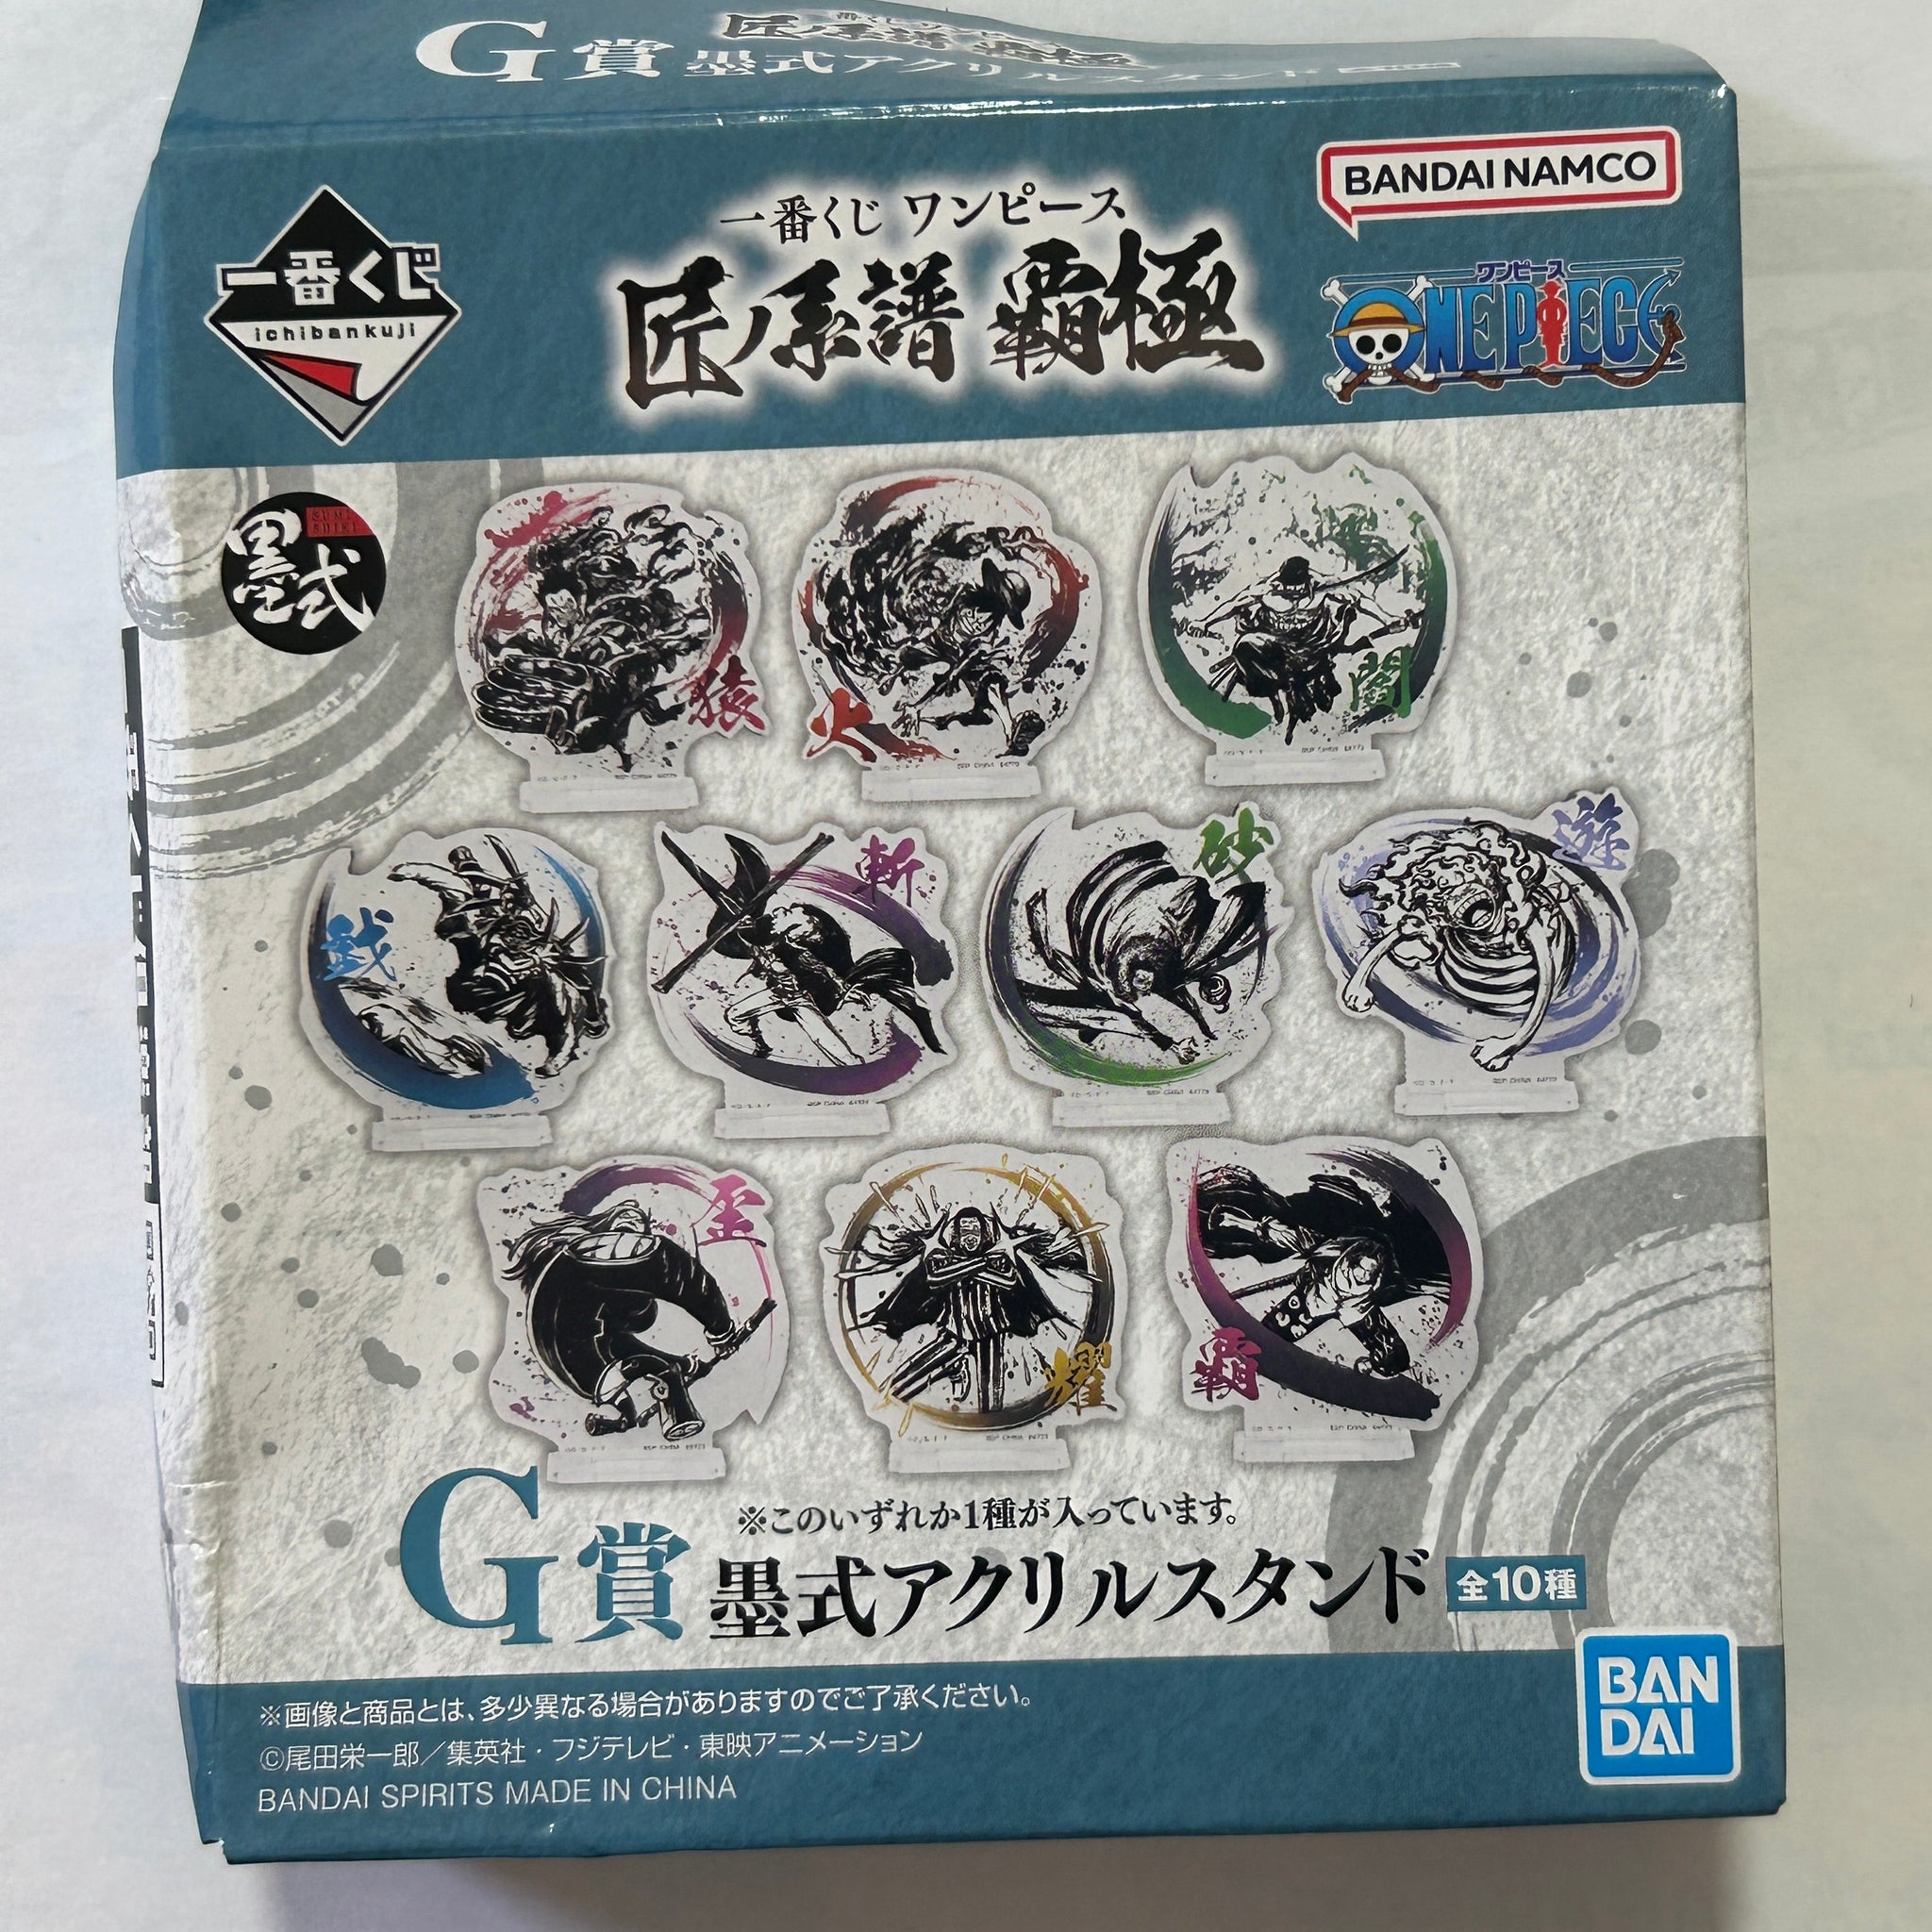 G賞 墨式アクリルスタンド
一番くじ
ichibankuji
一番くじ ワンピース
匠ノ系譜 覇極
BANDAI NAMCO
ワンピース
ONE PIECE
墨式
猿
火
閻
鉞
斬
砂
遊
歪
耀
覇
※このいずれか1種が入っています。
G賞 墨式アクリルスタンド 全10種
※画像と商品とは、多少異なる場合がありますのでご了承ください。
©尾田栄一郎／集英社・フジテレビ・東映アニメーション
BANDAI SPIRITS MADE IN CHINA
BANDAI